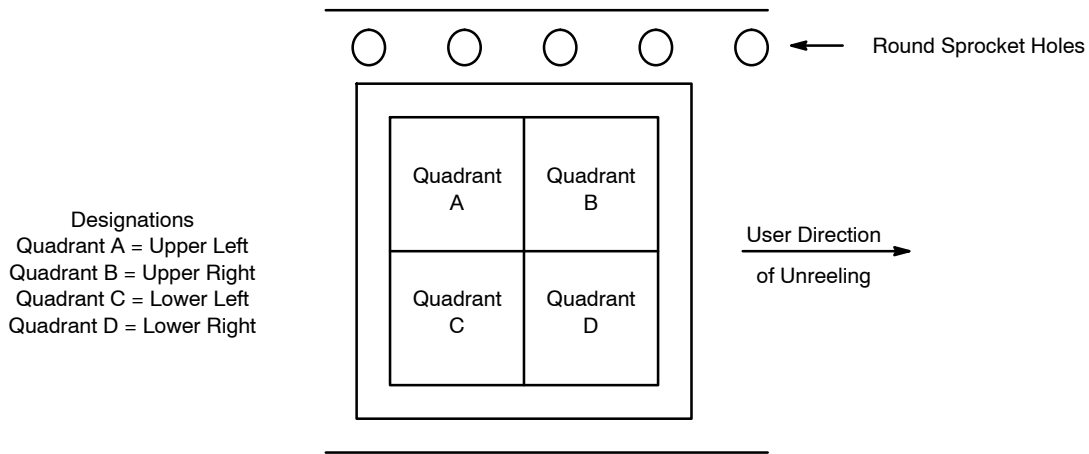 Round Sprocket Holes
Quadrant
A
Quadrant
B
Designations
Quadrant A = Upper Left
Quadrant B = Upper Right
Quadrant C = Lower Left
Quadrant D = Lower Right
Quadrant
C
Quadrant
D
User Direction
of Unreeling